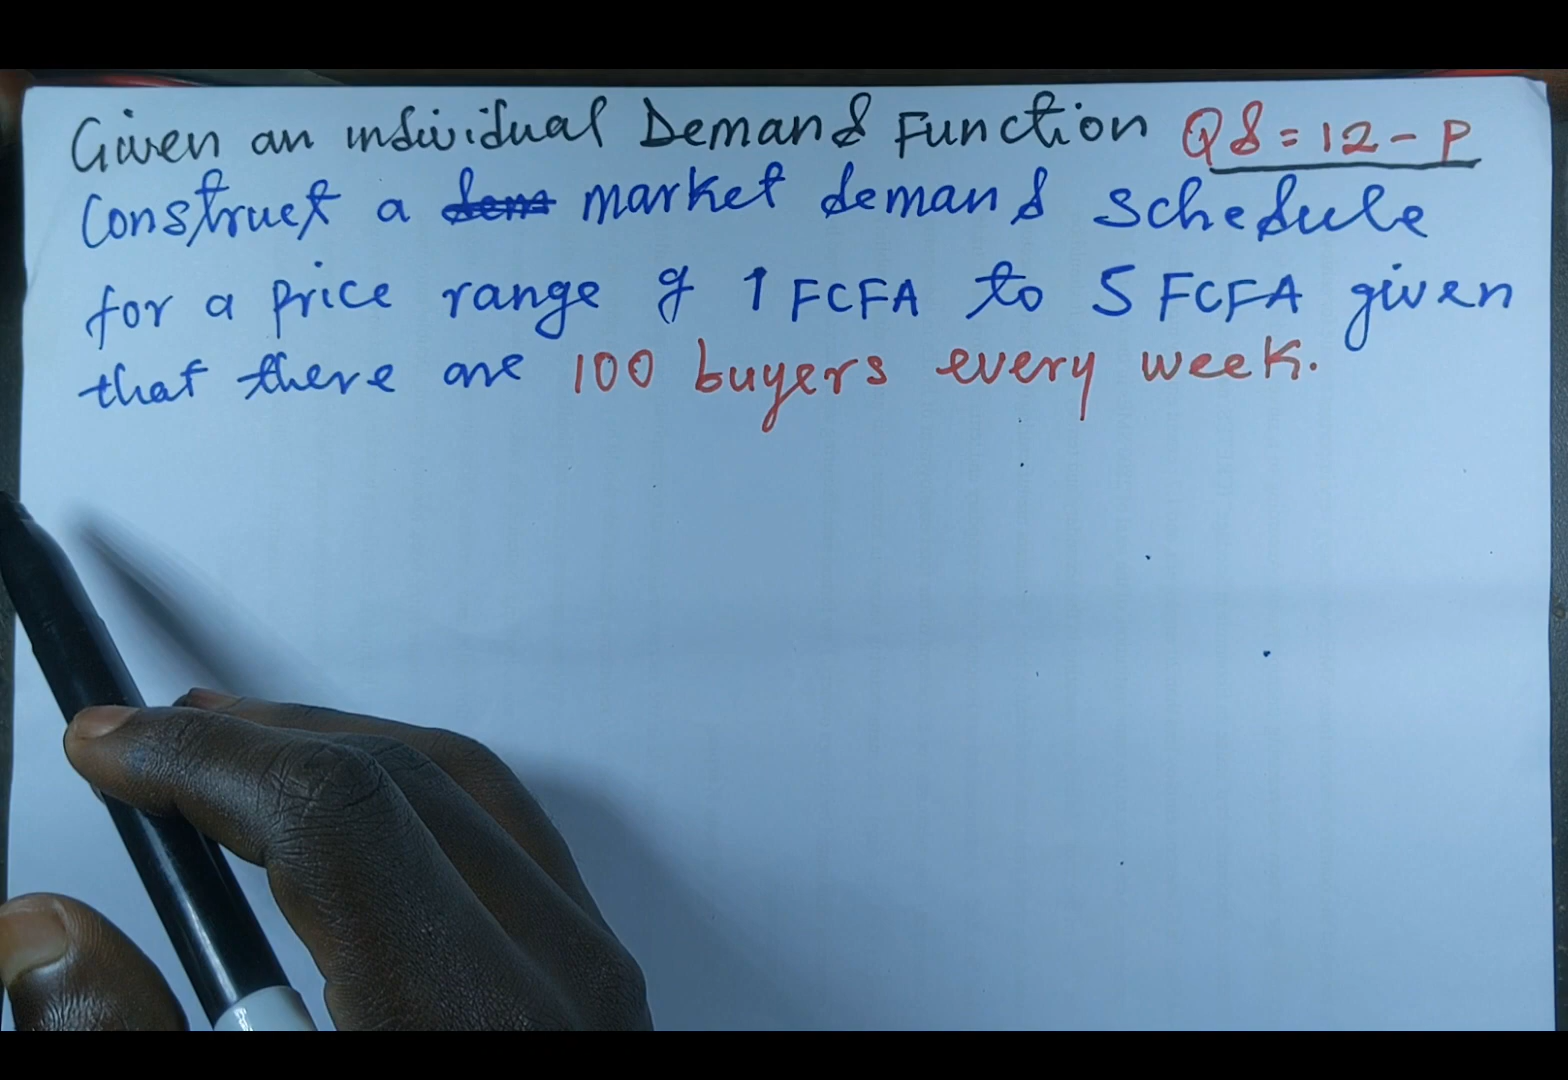 Given an individual Demand Function Qd = 12 - P
Construct a market demand schedule
for a price range of 1 FCFA to 5 FCFA given
that there are 100 buyers every week.